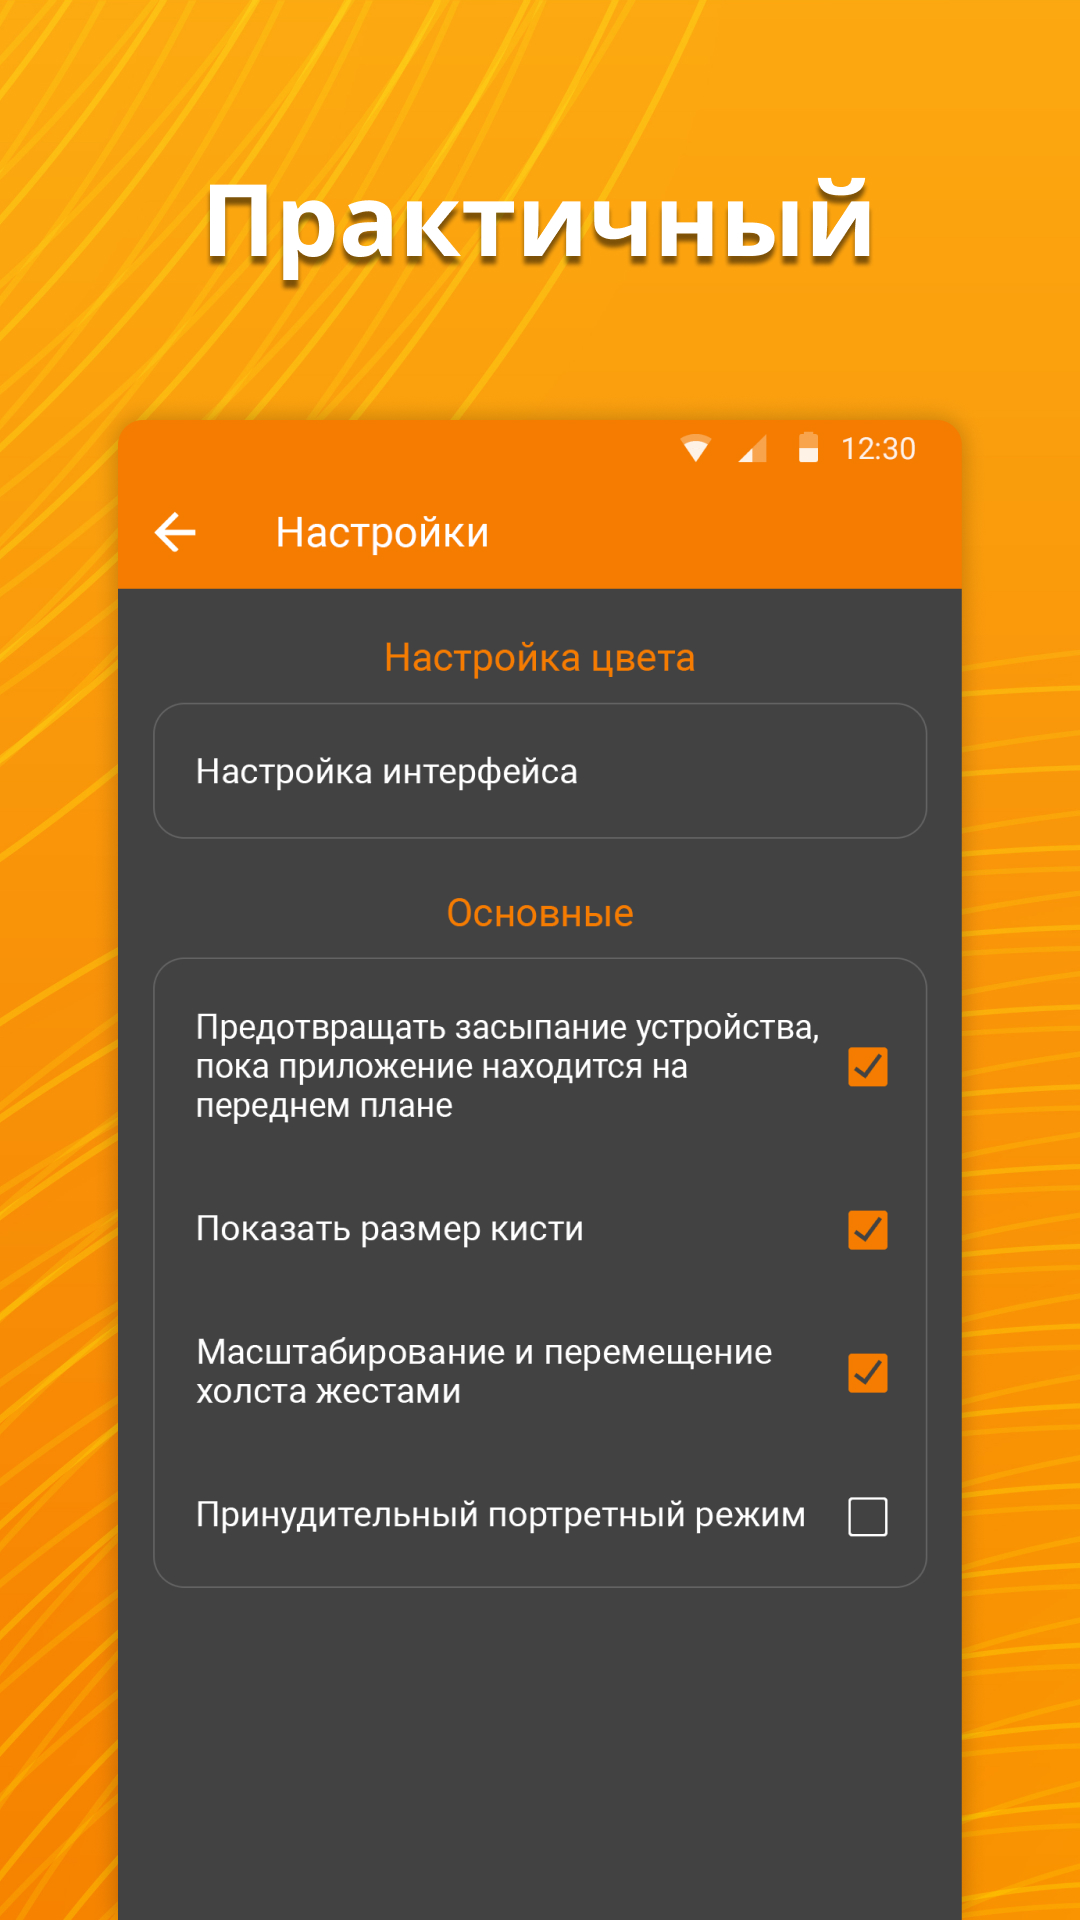 Практичный
12:30
Настройки
Настройка цвета
Настройка интерфейса
Основные
Предотвращать засыпание устройства,
пока приложение находится на
переднем плане
Показать размер кисти
Масштабирование и перемещение
холста жестами
Принудительный портретный режим